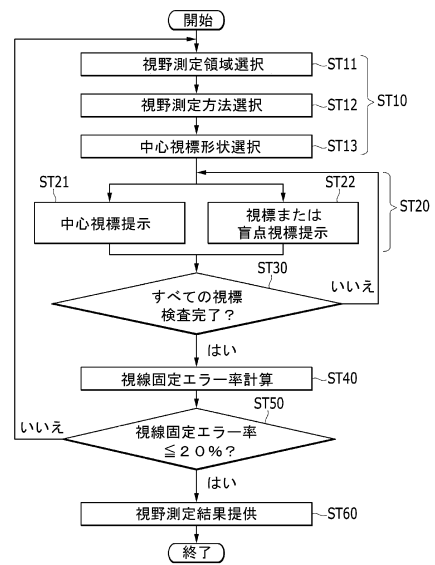 開始
視野測定領域選択
ST11
視野測定方法選択
ST12
ST10
中心視標形状選択
ST13
ST21
ST22
中心視標提示
視標または
盲点視標提示
ST20
ST30
すべての視標
検査完了？
いいえ
はい
視線固定エラー率計算
ST40
ST50
いいえ
視線固定エラー率
≦２０％？
はい
視野測定結果提供
ST60
終了